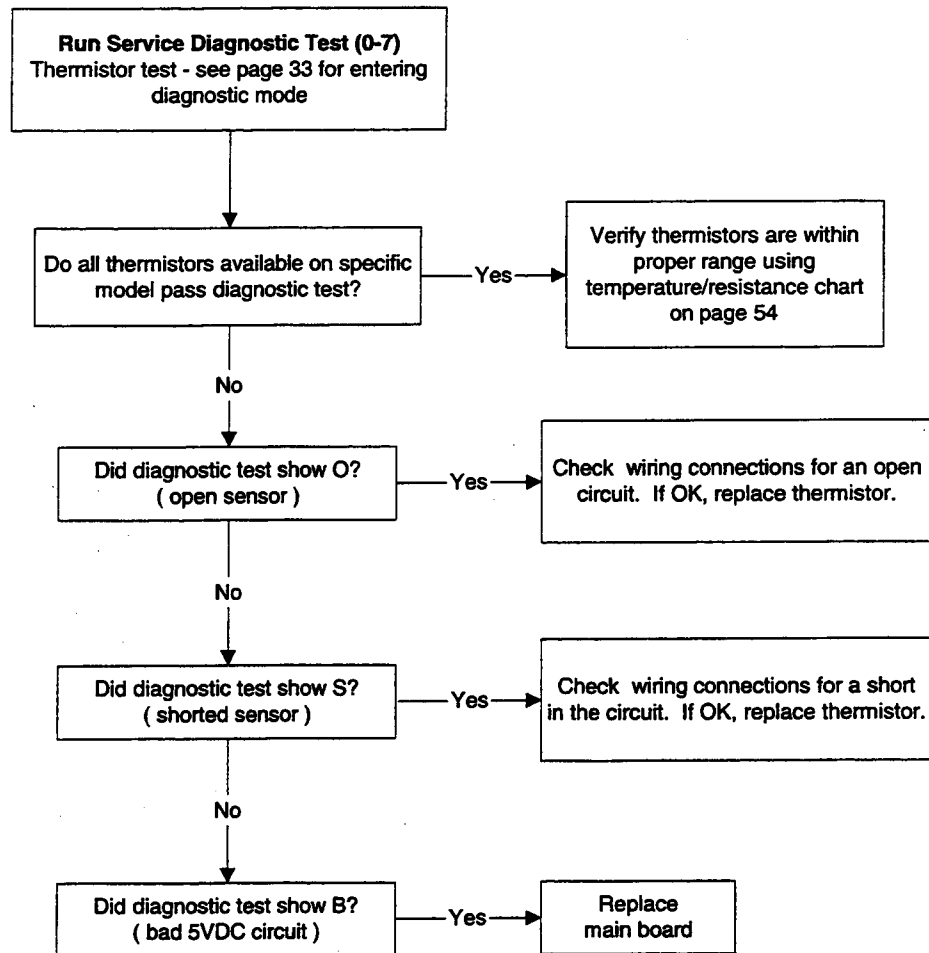 Run Service Diagnostic Test (0-7)
Thermistor test - see page 33 for entering
diagnostic mode
Do all thermistors available on specific
model pass diagnostic test?
Yes
Verify thermistors are within
proper range using
temperature/resistance chart
on page 54
No
Did diagnostic test show O?
( open sensor )
Yes
Check wiring connections for an open
circuit. If OK, replace thermistor.
No
Did diagnostic test show S?
( shorted sensor )
Yes
Check wiring connections for a short
in the circuit. If OK, replace thermistor.
No
Did diagnostic test show B?
( bad 5VDC circuit )
Yes
Replace
main board